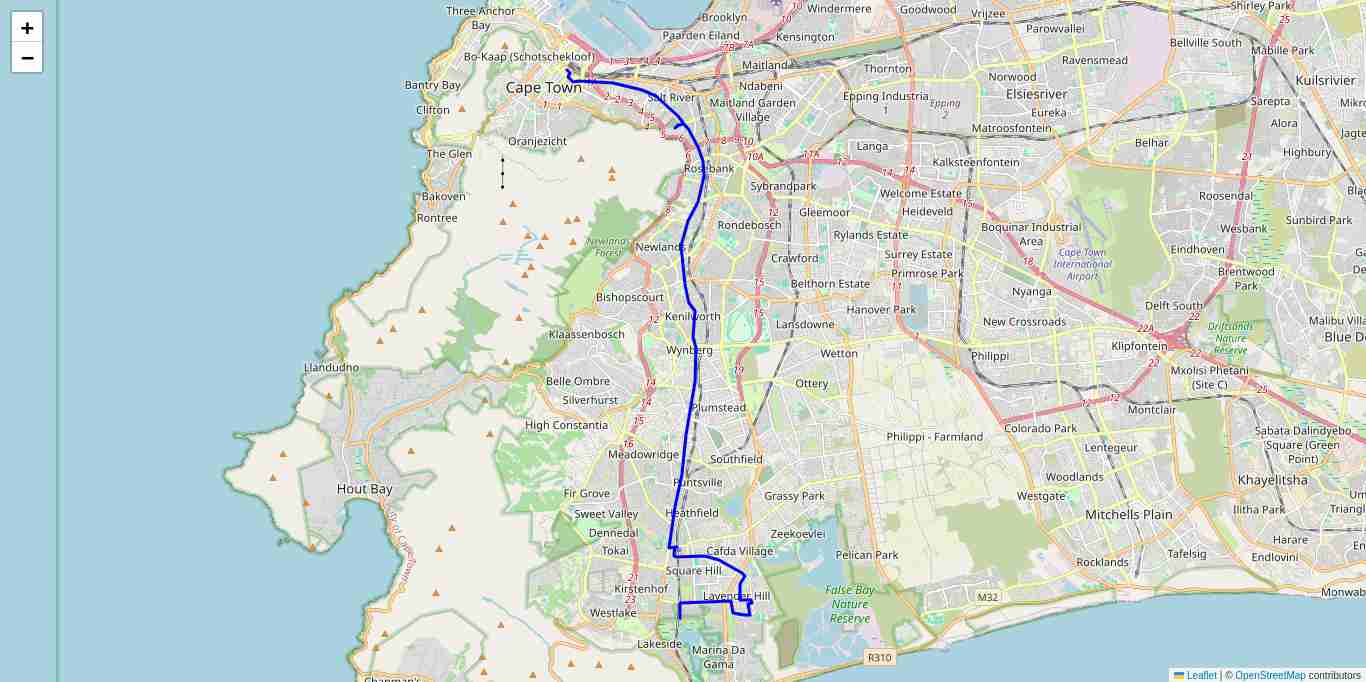 +
−
Three Anchor
Bay
Brooklyn
Windermere
Goodwood
Vrijzee
Shirley Park
Paarden Eiland
Kensington
Parowvallei
Bellville South
Mabille Park
Bo-Kaap (Schotschekloof)
Maitland
Thornton
Ravensmead
Kuilsrivier
Bantry Bay
Cape Town
Salt River
Ndabeni
Norwood
Elsiesriver
Sarepta
Clifton
Maitland Garden
Village
Epping Industria
1
Epping
2
Eureka
Matroosfontein
Alora
Oranjezicht
Langa
Belhar
Highbury
The Glen
Kalksteenfontein
Rosebank
Sybrandpark
Welcome Estate
Bakoven
Roosendal
Rontree
Gleemoor
Heideveld
Rondebosch
Boquinar Industrial
Area
Wesbank
Sunbird Park
Newlands
Forest
Newlands
Rylands Estate
Surrey Estate
Cape Town
International
Airport
Eindhoven
Crawford
Primrose Park
Brentwood
Park
Bishopscourt
Belthorn Estate
Nyanga
Delft South
Kenilworth
Lansdowne
Hanover Park
New Crossroads
Driftsands
Nature
Reserve
Klaassenbosch
Klipfontein
Wynberg
Wetton
Philippi
Llandudno
Mxolisi Phetani
(Site C)
Belle Ombre
Ottery
Silverhurst
Plumstead
Montclair
High Constantia
Colorado Park
Philippi - Farmland
Sabata Dalindyebo
Square (Green
Point)
Meadowridge
Southfield
Lentegeur
Hout Bay
Woodlands
Khayelitsha
Fir Grove
Grassy Park
Westgate
Sweet Valley
Heathfield
Mitchells Plain
Ilitha Park
Dennedal
Zeekoevlei
Harare
Tokai
Cafda Village
Pelican Park
Tafelsig
Endlovini
Square Hill
Rocklands
Kirstenhof
Lavender Hill
False Bay
Nature
Reserve
M32
Westlake
Lakeside
Marina Da
Gama
R310
Leaflet | © OpenStreetMap contributors